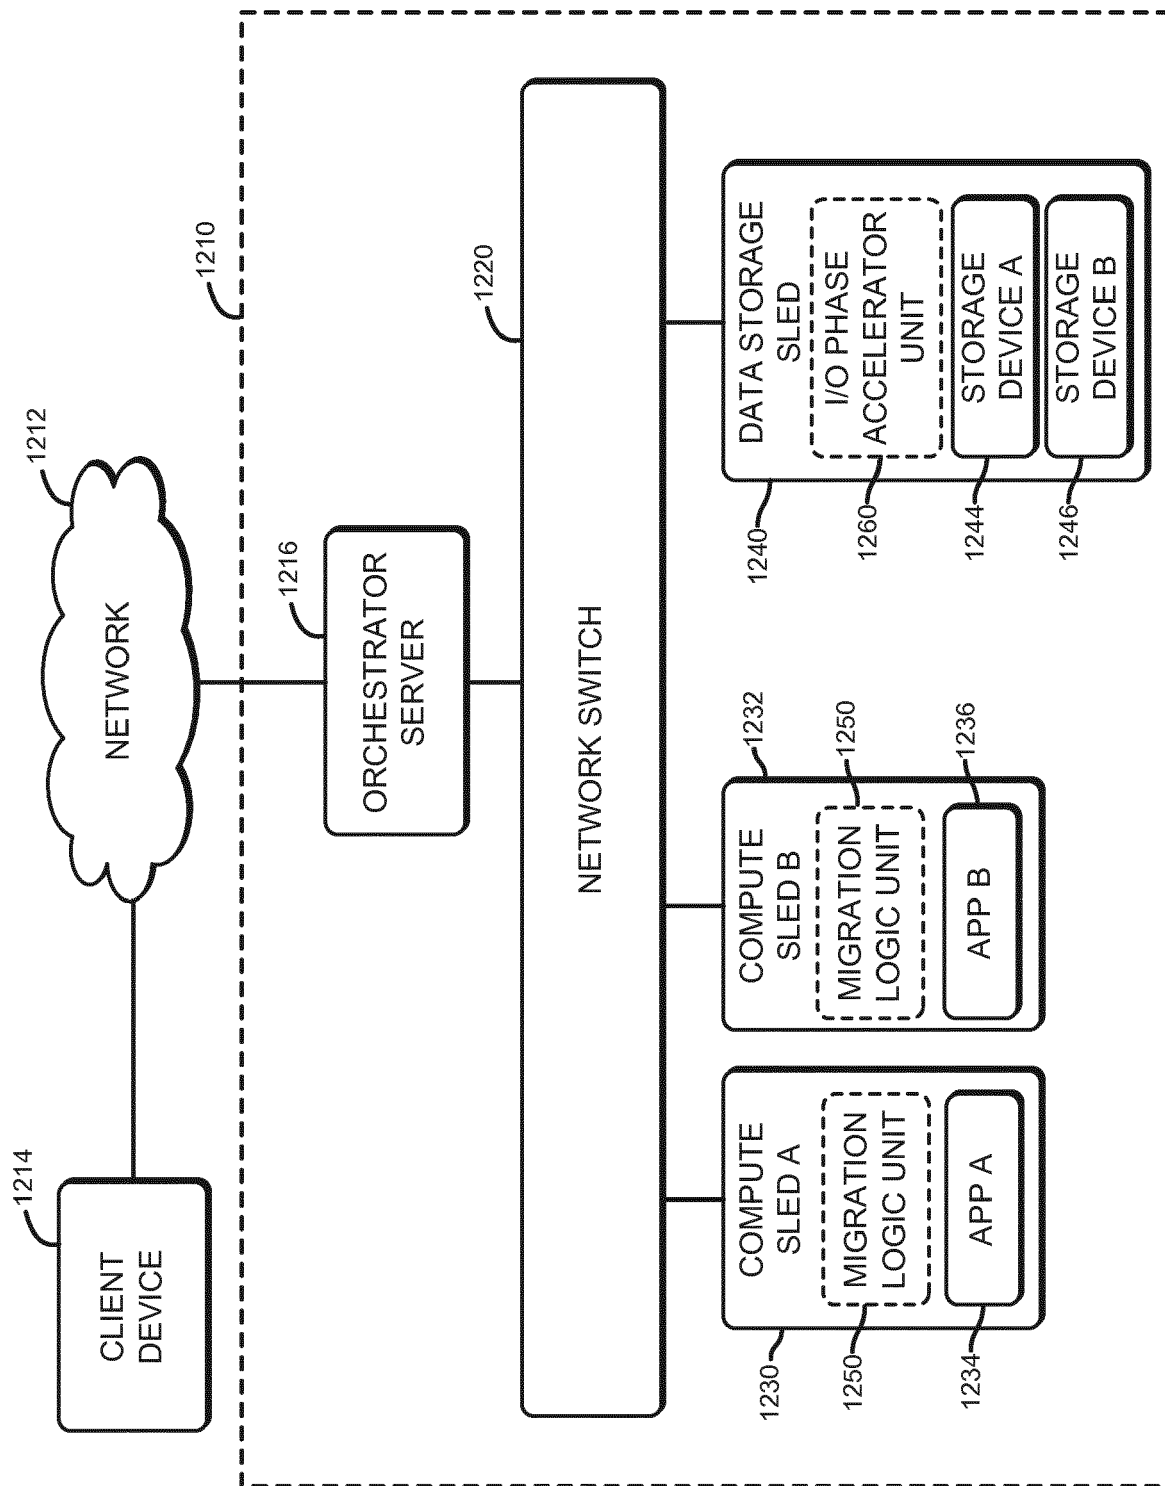 1214
CLIENT
DEVICE
1212
NETWORK
1210
1216
ORCHESTRATOR
SERVER
1220
NETWORK SWITCH
COMPUTE
SLED A
MIGRATION
LOGIC UNIT
APP A
1230
1250
1234
COMPUTE
SLED B
MIGRATION
LOGIC UNIT
APP B
1232
1250
1236
DATA STORAGE
SLED
I/O PHASE
ACCELERATOR
UNIT
STORAGE
DEVICE A
STORAGE
DEVICE B
1240
1260
1244
1246